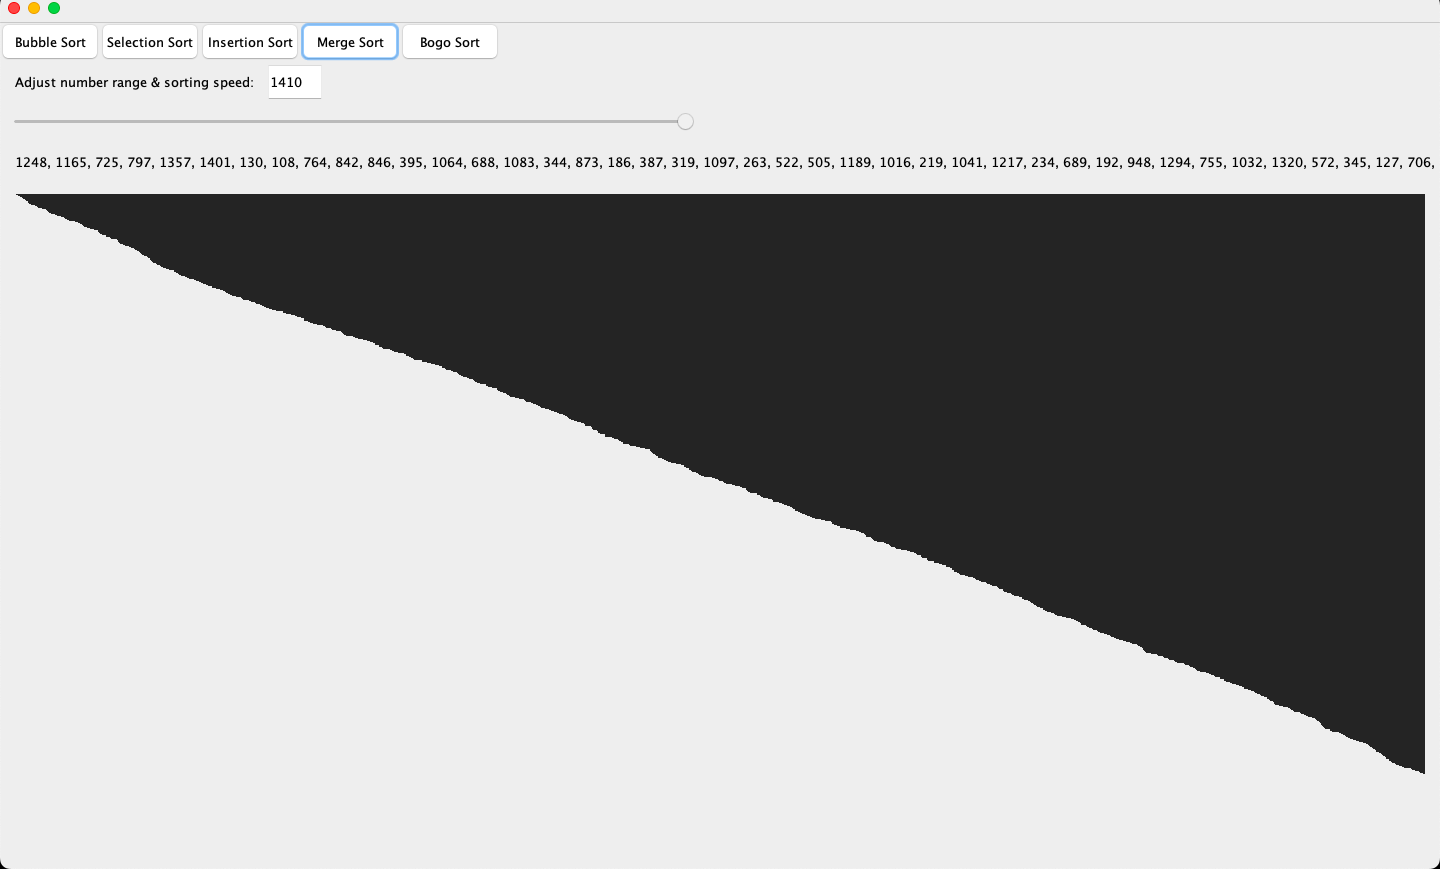 Bubble Sort Selection Sort Insertion Sort Merge Sort Bogo Sort
Adjust number range & sorting speed: 1410
1248, 1165, 725, 797, 1357, 1401, 130, 108, 764, 842, 846, 395, 1064, 688, 1083, 344, 873, 186, 387, 319, 1097, 263, 522, 505, 1189, 1016, 219, 1041, 1217, 234, 689, 192, 948, 1294, 755, 1032, 1320, 572, 345, 127, 706,